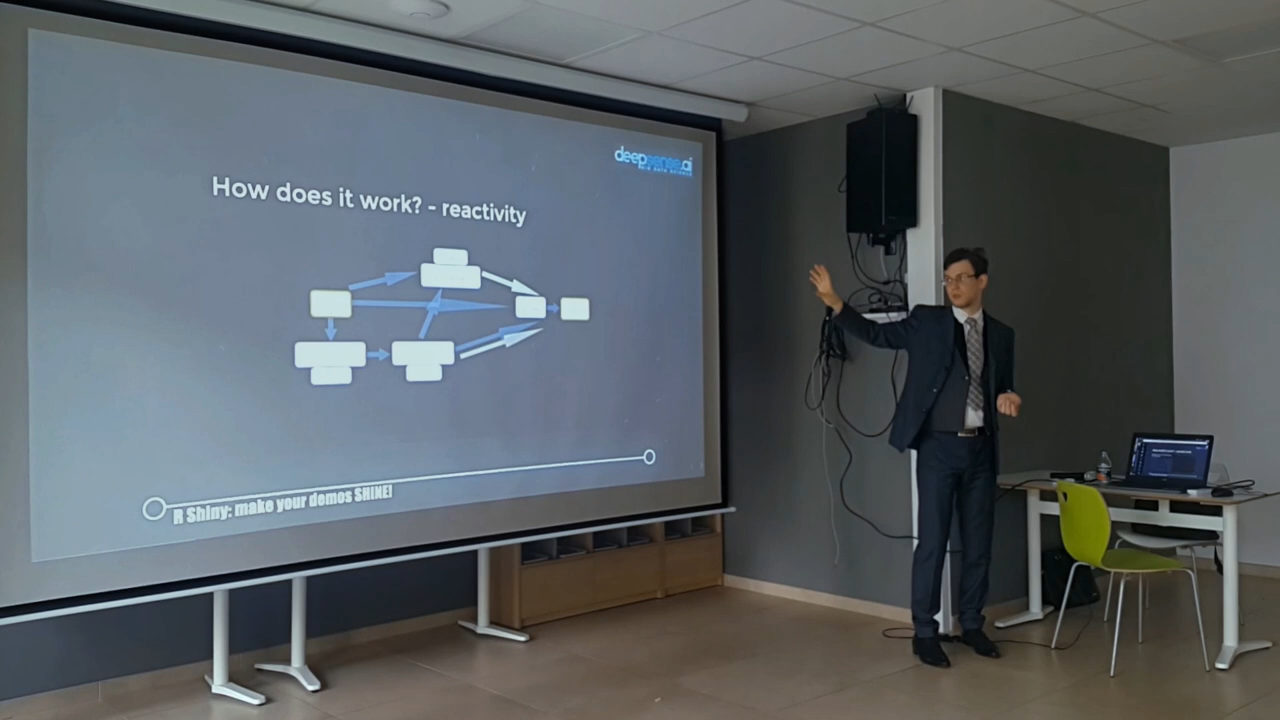 deepsense.ai
How does it work? - reactivity
R Shiny: make your demos SHINE!